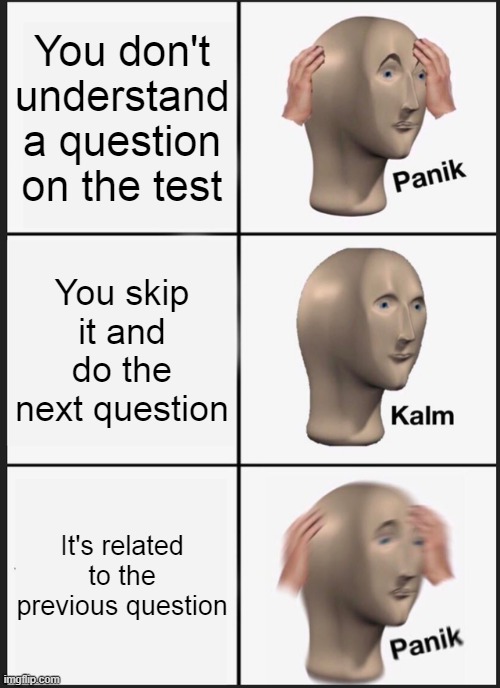 You don't
understand
a question
on the test
Panik
You skip
it and
do the
next question
Kalm
It's related
to the
previous question
Panik
imgflip.com